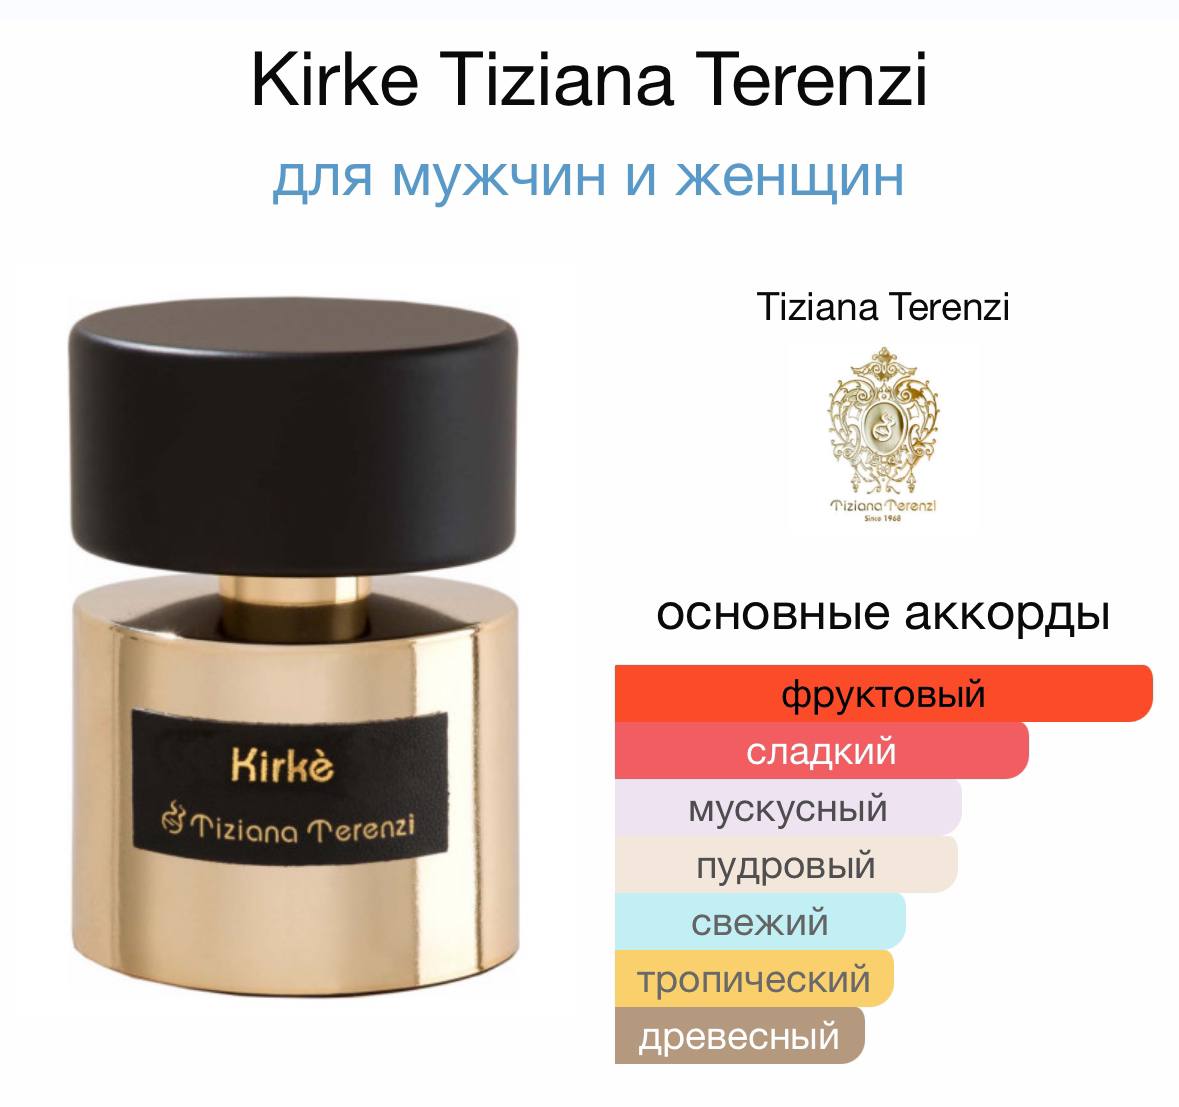 Kirke Tiziana Terenzi
для мужчин и женщин
Kirkè
Tiziana Terenzi
Tiziana Terenzi
Tiziana Terenzi
Since 1968
основные аккорды
фруктовый
сладкий
мускусный
пудровый
свежий
тропический
древесный